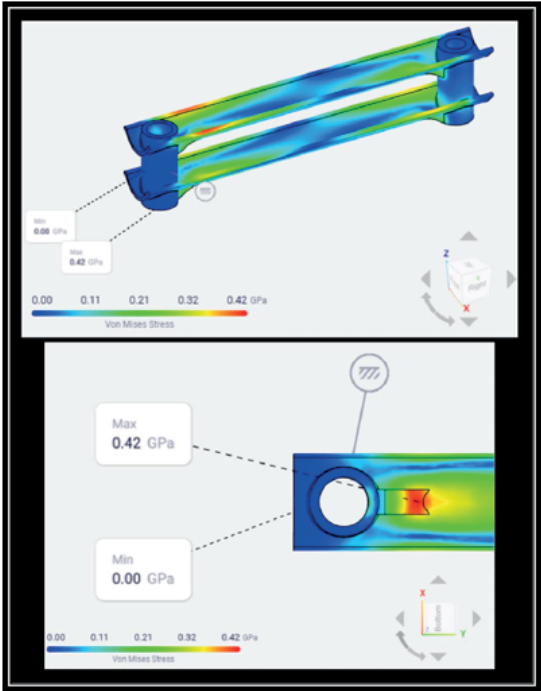 Min
0.00 GPa
Max
0.42 GPa
0.00 0.11 0.21 0.32 0.42 GPa
Von Mises Stress
Z
Right
X
Max
0.42 GPa
Min
0.00 GPa
0.00 0.11 0.21 0.32 0.42 GPa
Von Mises Stress
X
Bottom
Y